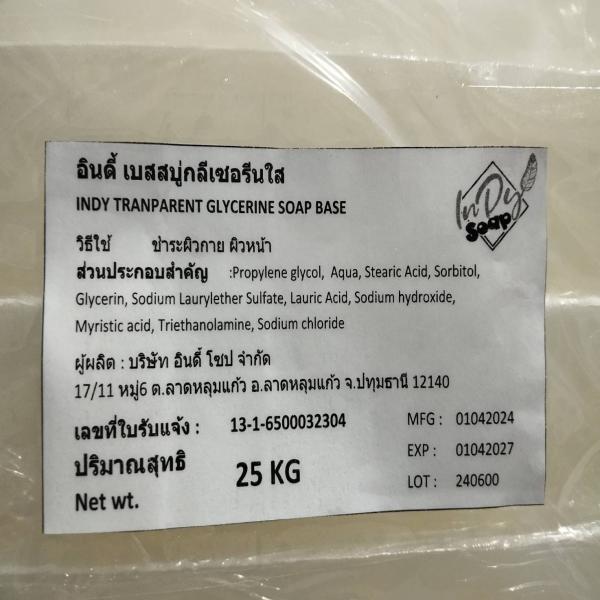 อินดี้ เบสสบู่กลีเซอรีนใส
INDY TRANPARENT GLYCERINE SOAP BASE
InDy Soap
วิธีใช้ ชำระผิวกาย ผิวหน้า
ส่วนประกอบสำคัญ :Propylene glycol, Aqua, Stearic Acid, Sorbitol,
Glycerin, Sodium Laurylether Sulfate, Lauric Acid, Sodium hydroxide,
Myristic acid, Triethanolamine, Sodium chloride
ผู้ผลิต : บริษัท อินดี้ โซป จำกัด
17/11 หมู่6 ต.ลาดหลุมแก้ว อ.ลาดหลุมแก้ว จ.ปทุมธานี 12140
เลขที่ใบรับแจ้ง : 13-1-6500032304 MFG : 01042024
EXP : 01042027
ปริมาณสุทธิ 25 KG
LOT : 240600
Net wt.